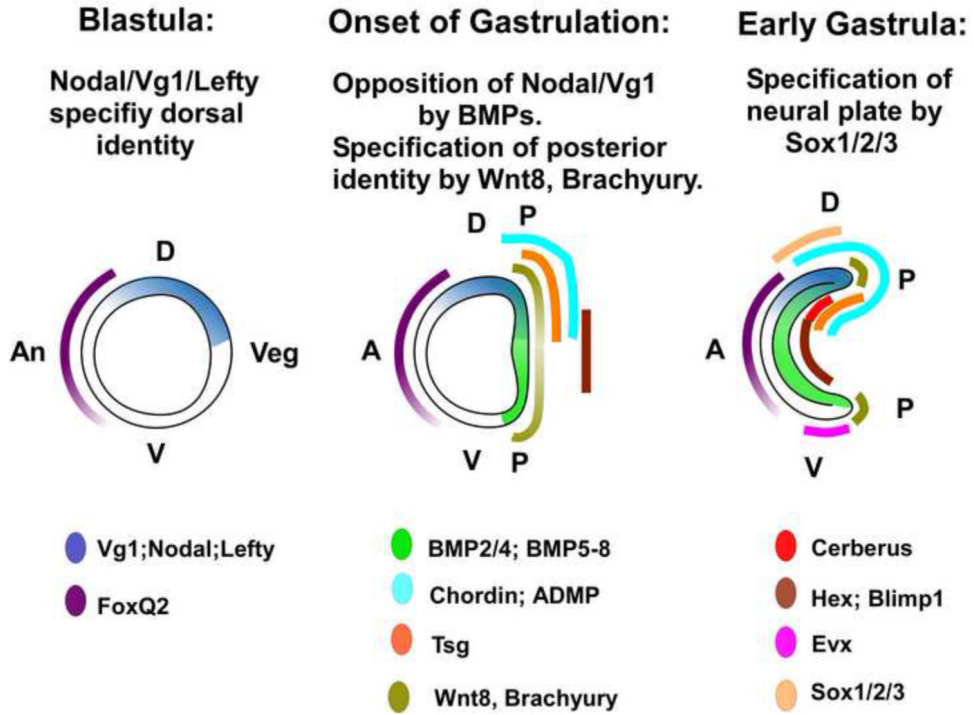 Blastula:
Nodal/Vg1/Lefty
specifiy dorsal
identity
An
D
Veg
V
Vg1;Nodal;Lefty
FoxQ2
Onset of Gastrulation:
Opposition of Nodal/Vg1
by BMPs.
Specification of posterior
identity by Wnt8, Brachyury.
D P
A
V P
BMP2/4; BMP5-8
Chordin; ADMP
Tsg
Wnt8, Brachyury
Early Gastrula:
Specification of
neural plate by
Sox1/2/3
D
P
A
P
V
Cerberus
Hex; Blimp1
Evx
Sox1/2/3